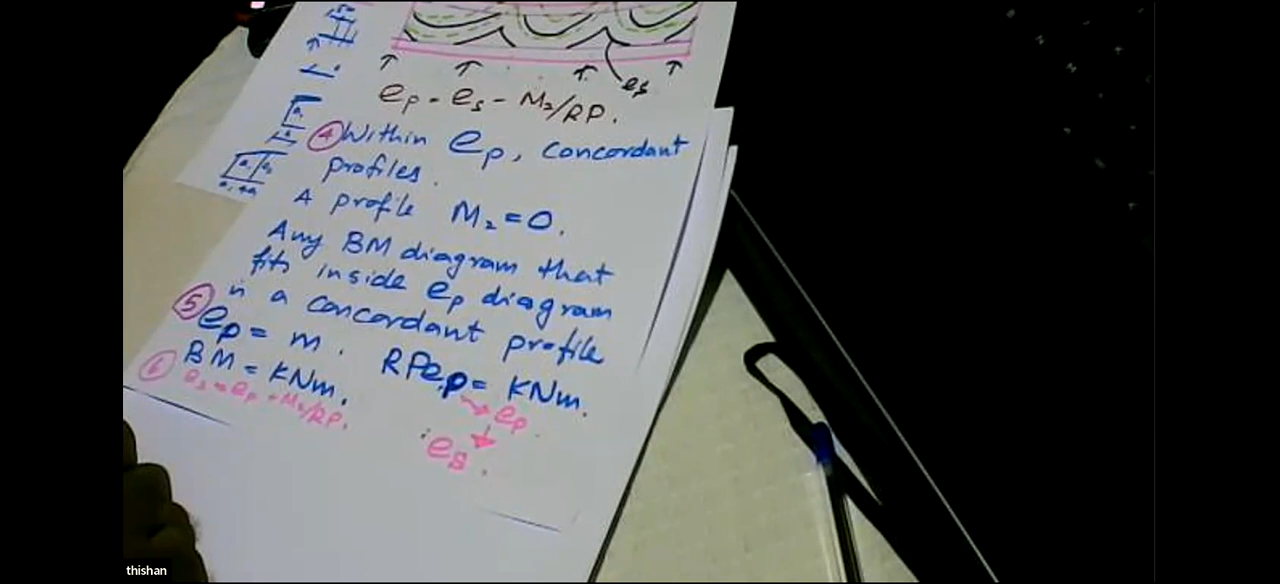 es
ep = es - M2/RP.
④ Within ep, concordant
profiles.
A profile M2 = 0.
Any BM diagram that
fits inside ep diagram
is a concordant profile
⑤ ep = m. RPep = KNm.
BM = KNm.
⑥ es = ep + M2/RP.
→ ep.
↓
es.
thishan